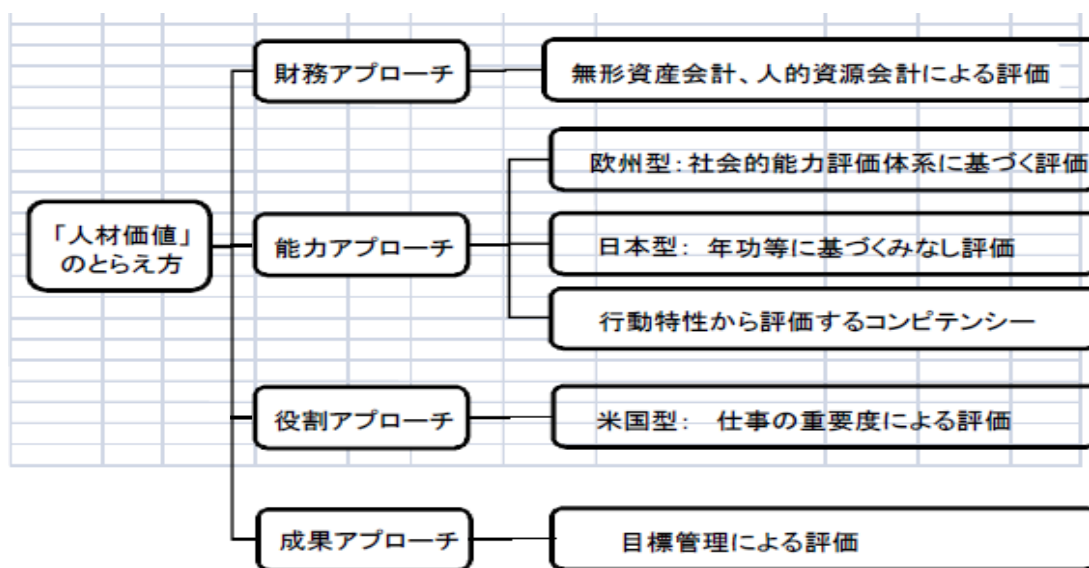 財務アプローチ
無形資産会計、人的資源会計による評価
欧州型：社会的能力評価体系に基づく評価
「人材価値」
のとらえ方
能力アプローチ
日本型： 年功等に基づくみなし評価
行動特性から評価するコンピテンシー
役割アプローチ
米国型： 仕事の重要度による評価
成果アプローチ
目標管理による評価